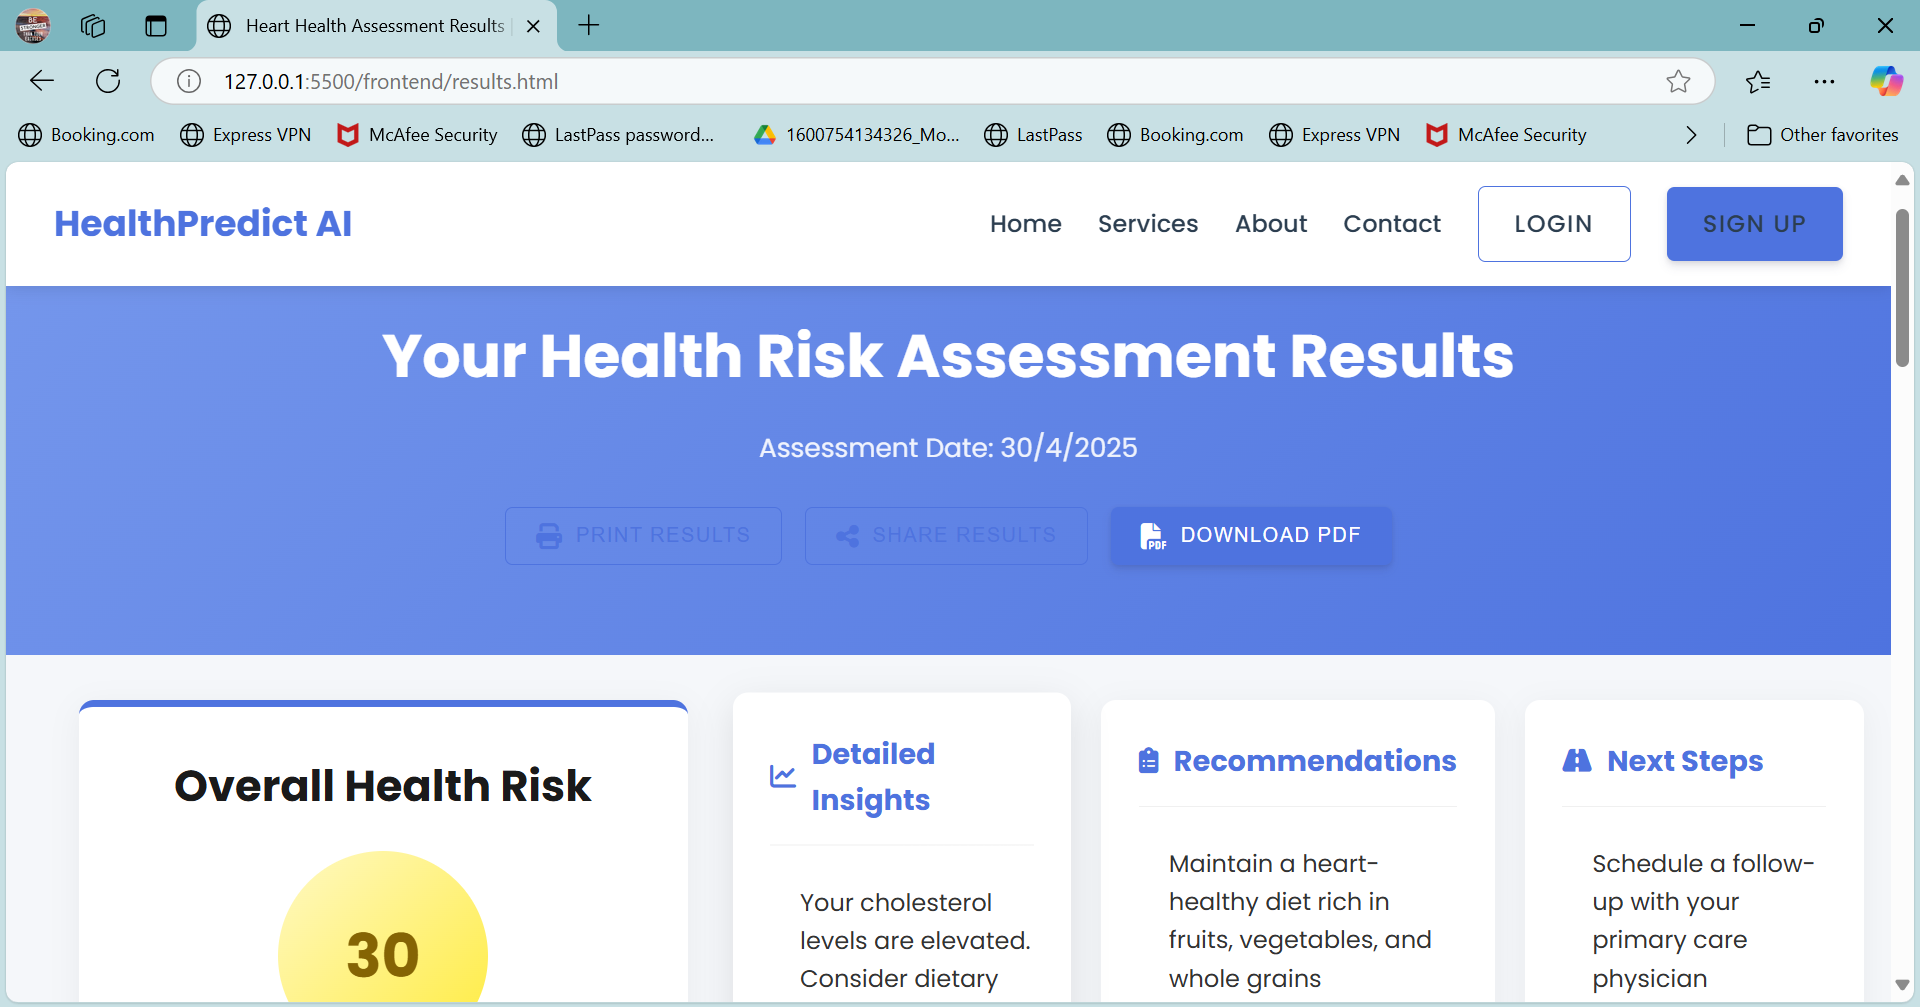 Heart Health Assessment Results
127.0.0.1:5500/frontend/results.html
Booking.com
Express VPN
McAfee Security
LastPass password...
1600754134326_Mo...
LastPass
Booking.com
Express VPN
McAfee Security
Other favorites
HealthPredict AI
Home
Services
About
Contact
LOGIN
SIGN UP
Your Health Risk Assessment Results
Assessment Date: 30/4/2025
PRINT RESULTS
SHARE RESULTS
PDF
DOWNLOAD PDF
Overall Health Risk
30
Detailed
Insights
Your cholesterol
levels are elevated.
Consider dietary
Recommendations
Maintain a heart-
healthy diet rich in
fruits, vegetables, and
whole grains
Next Steps
Schedule a follow-
up with your
primary care
physician